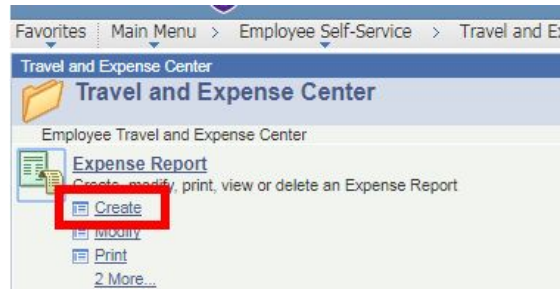 Favorites Main Menu > Employee Self-Service > Travel and Ex
Travel and Expense Center
Travel and Expense Center
Employee Travel and Expense Center
Expense Report
Create, modify, print, view or delete an Expense Report
Create
Modify
Print
2 More...